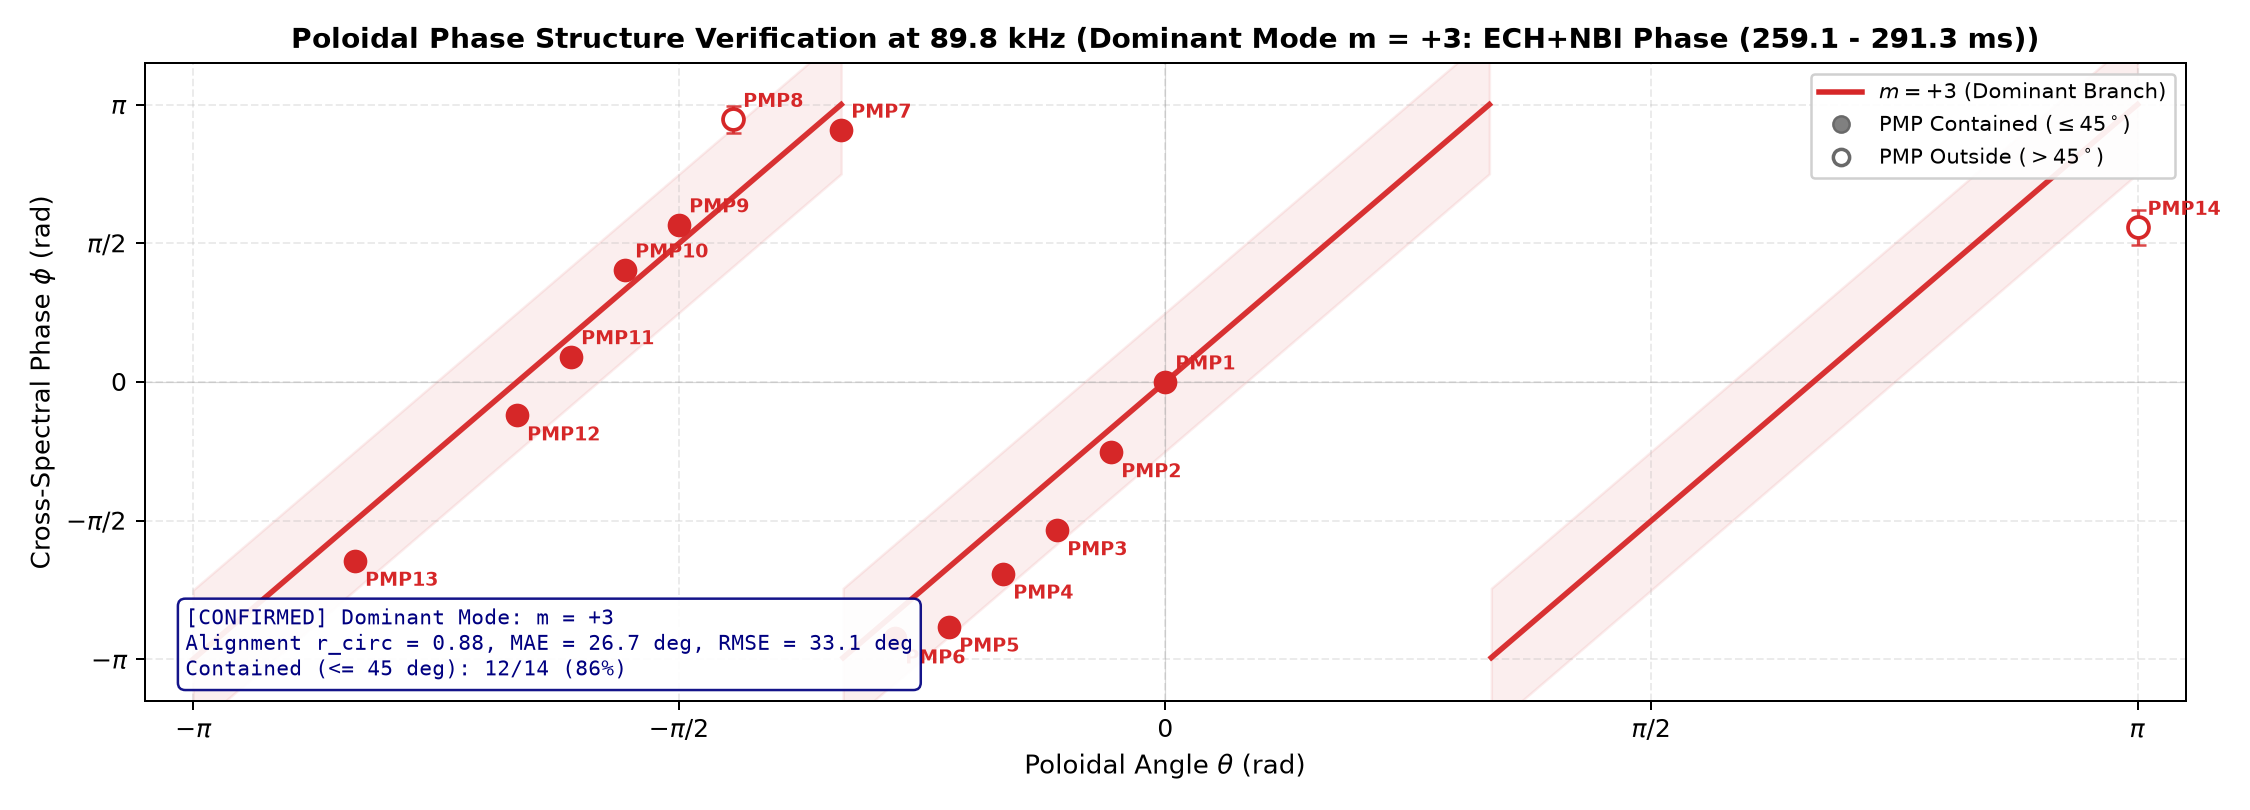 Poloidal Phase Structure Verification at 89.8 kHz (Dominant Mode m = +3: ECH+NBI Phase (259.1 - 291.3 ms))
Cross-Spectral Phase ϕ (rad)
π
π/2
0
−π/2
−π
PMP8
PMP7
PMP9
PMP10
PMP11
PMP12
PMP13
PMP1
PMP2
PMP3
PMP4
PMP5
PMP6
PMP14
m = +3 (Dominant Branch)
PMP Contained (≤45°)
PMP Outside (>45°)
[CONFIRMED] Dominant Mode: m = +3
Alignment r_circ = 0.88, MAE = 26.7 deg, RMSE = 33.1 deg
Contained (<= 45 deg): 12/14 (86%)
−π
−π/2
0
π/2
π
Poloidal Angle θ (rad)